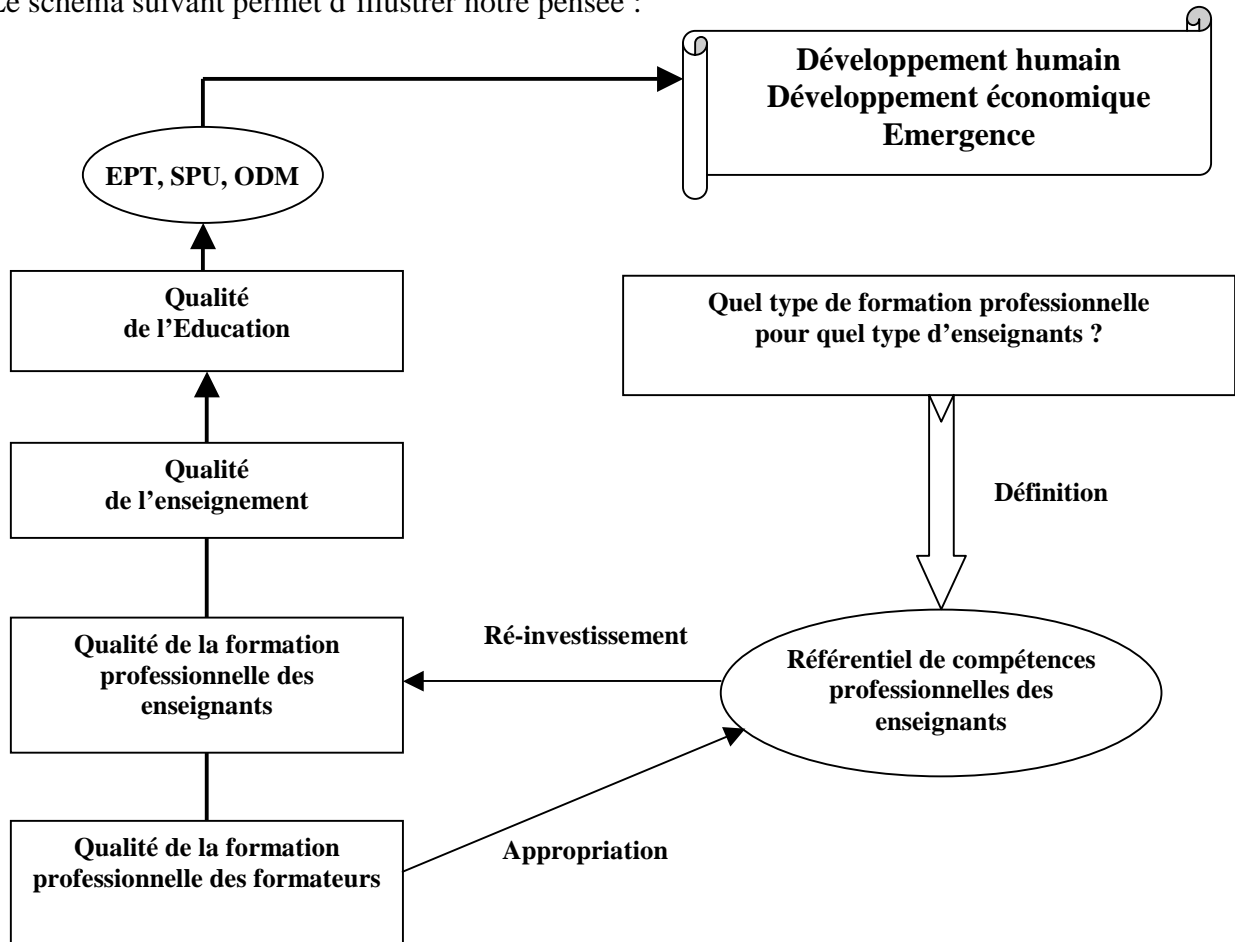 Le schéma suivant permet d’illustrer notre pensée :
Développement humain
Développement économique
Emergence
EPT, SPU, ODM
Qualité
de l’Education
Quel type de formation professionnelle
pour quel type d’enseignants ?
Qualité
de l’enseignement
Définition
Ré-investissement
Qualité de la formation
professionnelle des
enseignants
Référentiel de compétences
professionnelles des
enseignants
Appropriation
Qualité de la formation
professionnelle des formateurs